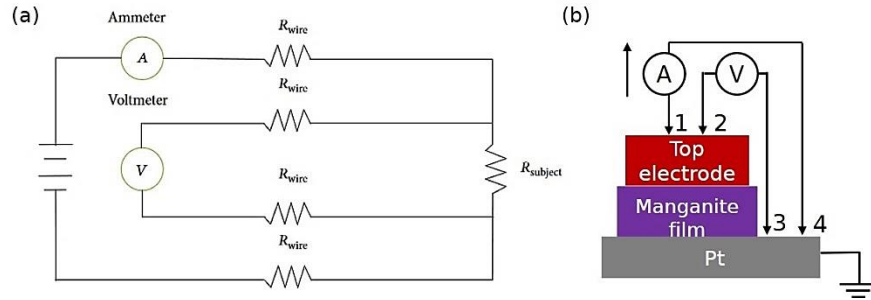 (a)
Ammeter
A
R_wire
Voltmeter
R_wire
V
R_wire
R_subject
R_wire
(b)
A
V
1
2
Top
electrode
Manganite
film
3
4
Pt